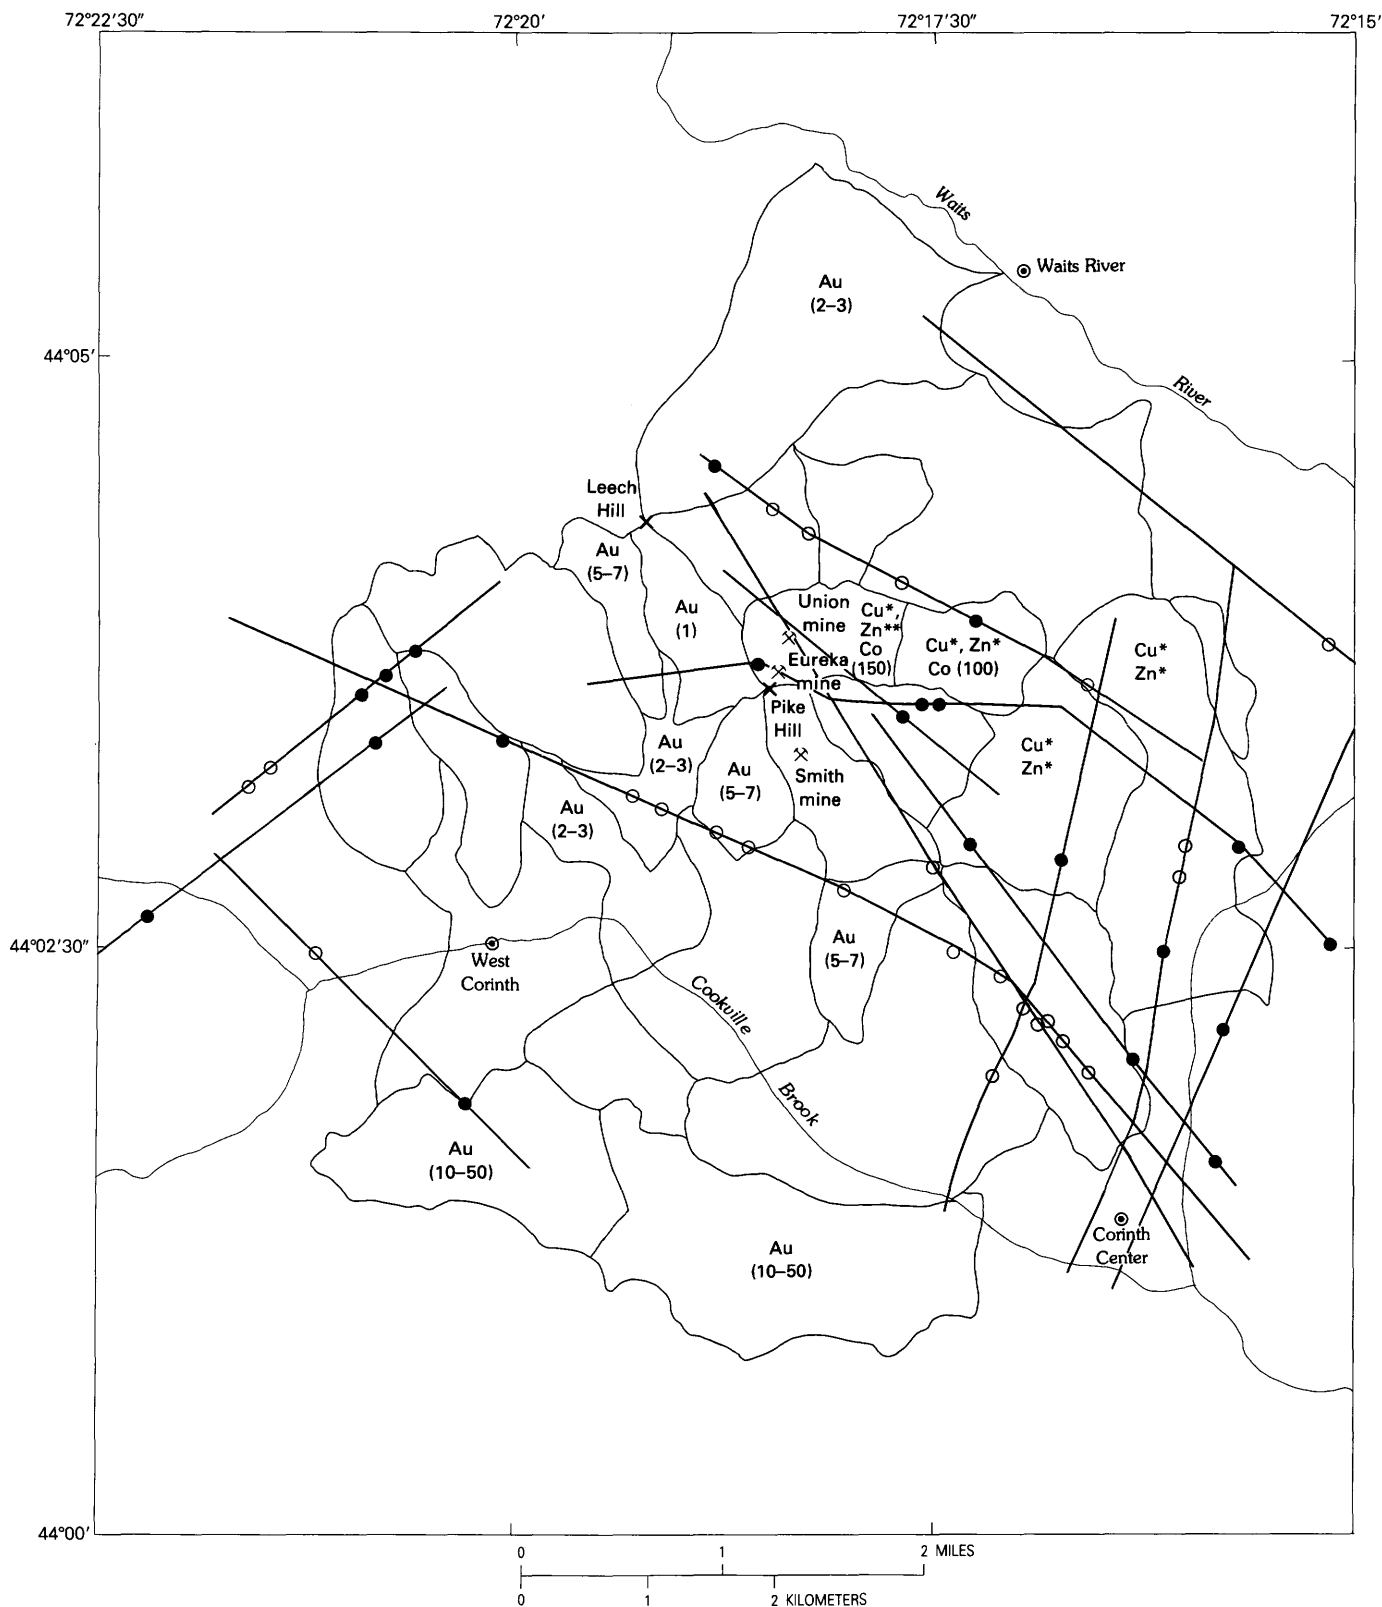 72°22'30"
72°20'
72°17'30"
72°15'
Waits
Waits River
Au
(2–3)
44°05'
River
Leech
Hill
Au
(5–7)
Au
(1)
Union
mine
Cu*,
Zn**
Co
(150)
Cu*, Zn*
Co (100)
Cu*
Zn*
Eureka
mine
Pike
Hill
Au
(2–3)
Au
(5–7)
Cu*
Zn*
Smith
mine
Au
(2–3)
44°02'30"
West
Corinth
Au
(5–7)
Cookville
Brook
Au
(10–50)
Corinth
Center
Au
(10–50)
44°00'
0 1 2 MILES
0 1 2 KILOMETERS